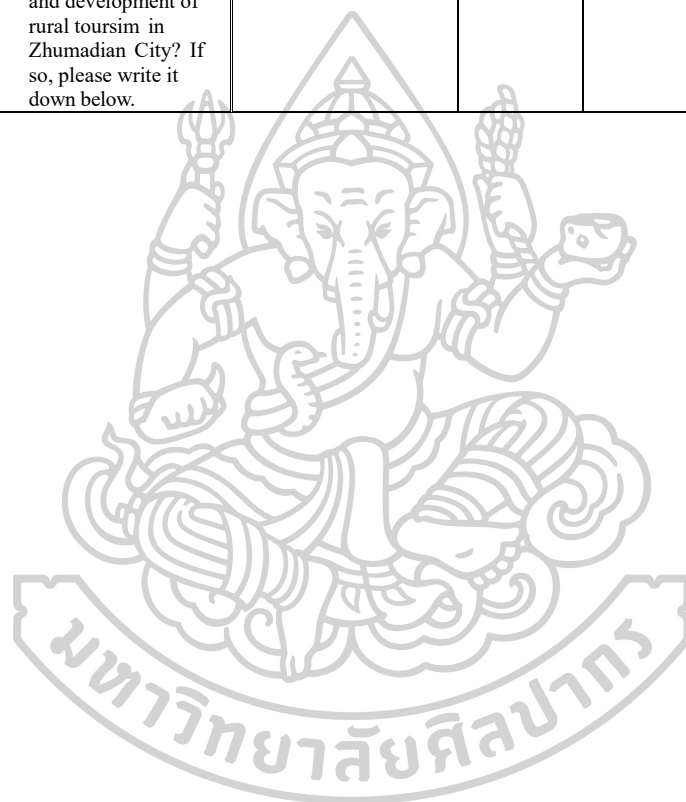 and development of
rural toursim in
Zhumadian City? If
so, please write it
down below.
มหาวิทยาลัยศิลปากร